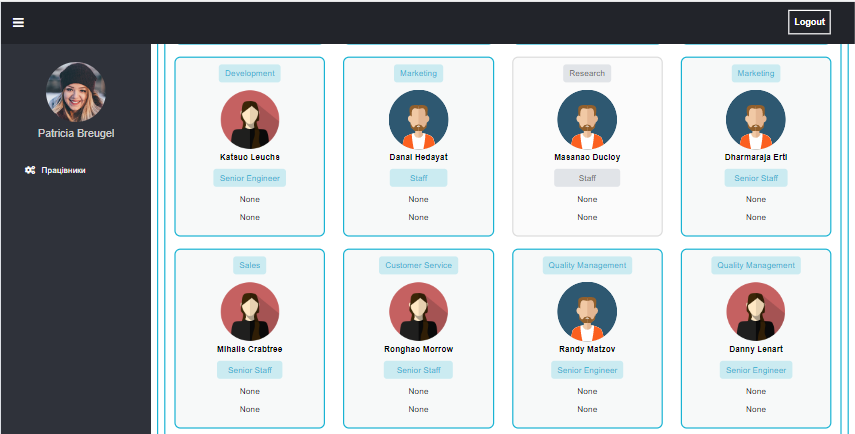 Logout
Patricia Breugel
Працівники
Development
Marketing
Research
Marketing
Katsuo Leuchs
Danai Hedayat
Masanao Ducloy
Dharmaraja Ertl
Senior Engineer
Staff
Staff
Senior Staff
None
None
None
None
None
None
None
None
Sales
Customer Service
Quality Management
Quality Management
Mihalis Crabtree
Ronghao Morrow
Randy Matzov
Danny Lenart
Senior Staff
Senior Staff
Senior Engineer
Senior Engineer
None
None
None
None
None
None
None
None